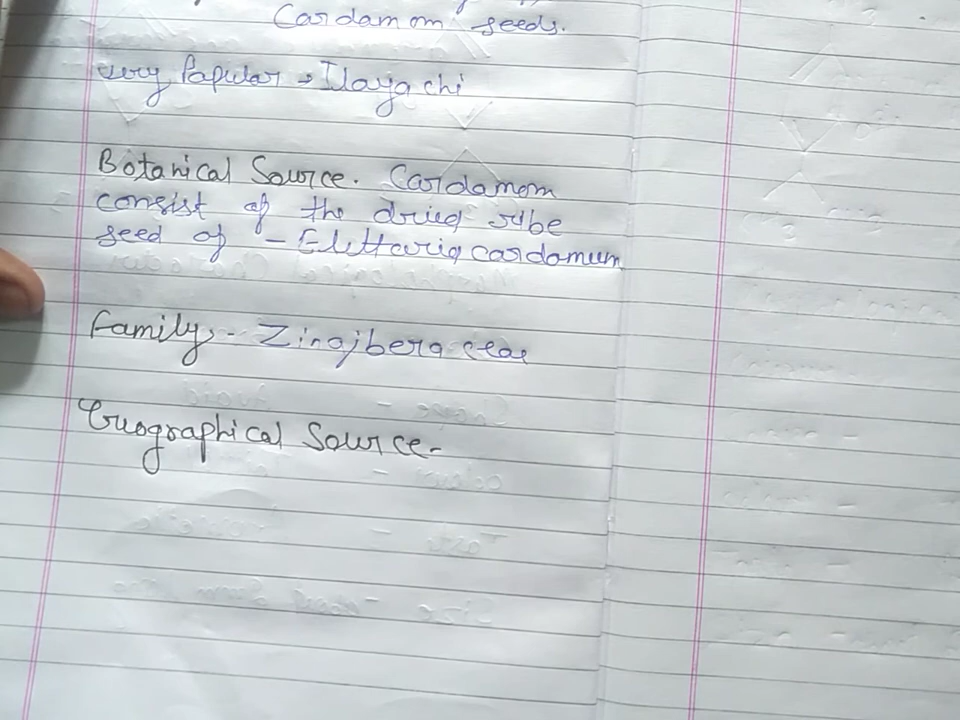 Cardamom seeds.
very Popular → Ilayachi
Botanical Source. Cardamom
consist of the dried ripe
seed of - Elettaria cardamum
Family, - Zingiberaceae
Geographical Source-